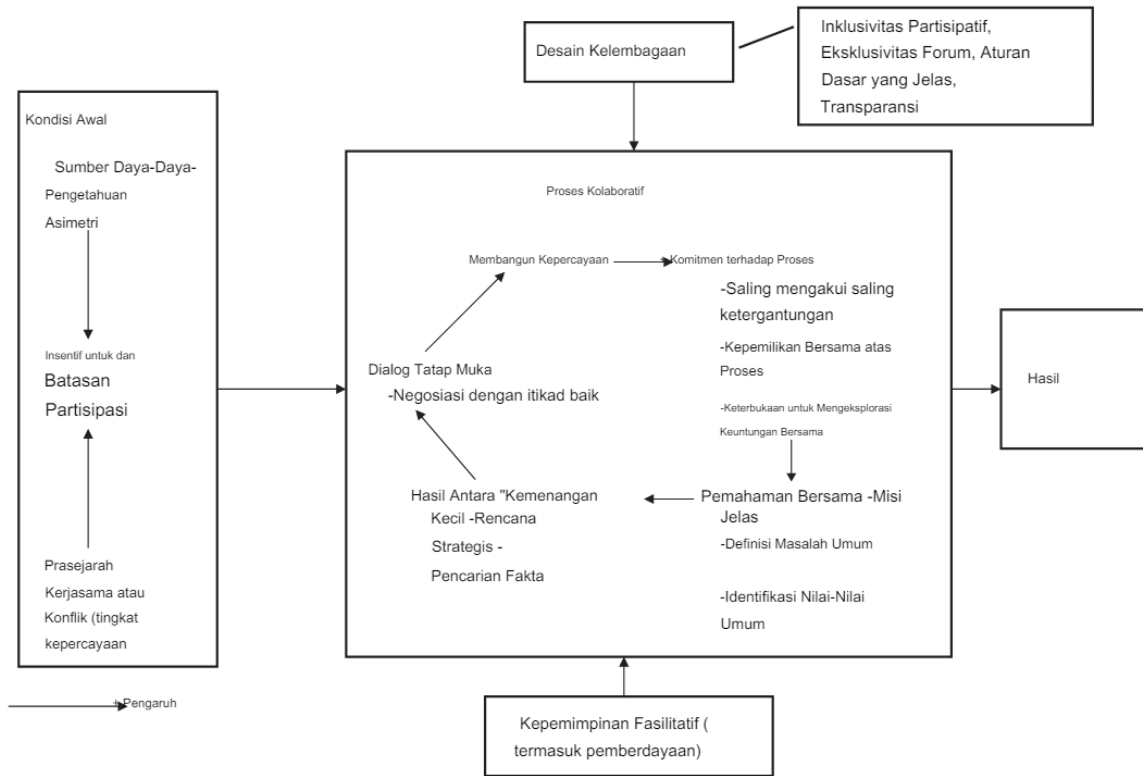 Desain Kelembagaan
Inklusivitas Partisipatif,
Eksklusivitas Forum, Aturan
Dasar yang Jelas,
Transparansi
Kondisi Awal
Sumber Daya-Daya-
Pengetahuan
Asimetri
Insentif untuk dan
Batasan
Partisipasi
Prasejarah
Kerjasama atau
Konflik (tingkat
kepercayaan
Proses Kolaboratif
Membangun Kepercayaan
Komitmen terhadap Proses
-Saling mengakui saling
ketergantungan
-Kepemilikan Bersama atas
Proses
-Keterbukaan untuk Mengeksplorasi
Keuntungan Bersama
Dialog Tatap Muka
-Negosiasi dengan itikad baik
Hasil Antara "Kemenangan
Kecil -Rencana
Strategis -
Pencarian Fakta
Pemahaman Bersama -Misi
Jelas
-Definisi Masalah Umum
-Identifikasi Nilai-Nilai
Umum
Hasil
Pengaruh
Kepemimpinan Fasilitatif (
termasuk pemberdayaan)